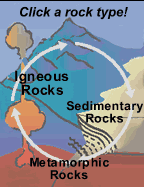 Click a rock type!
Igneous
Rocks
Sedimentary
Rocks
Metamorphic
Rocks